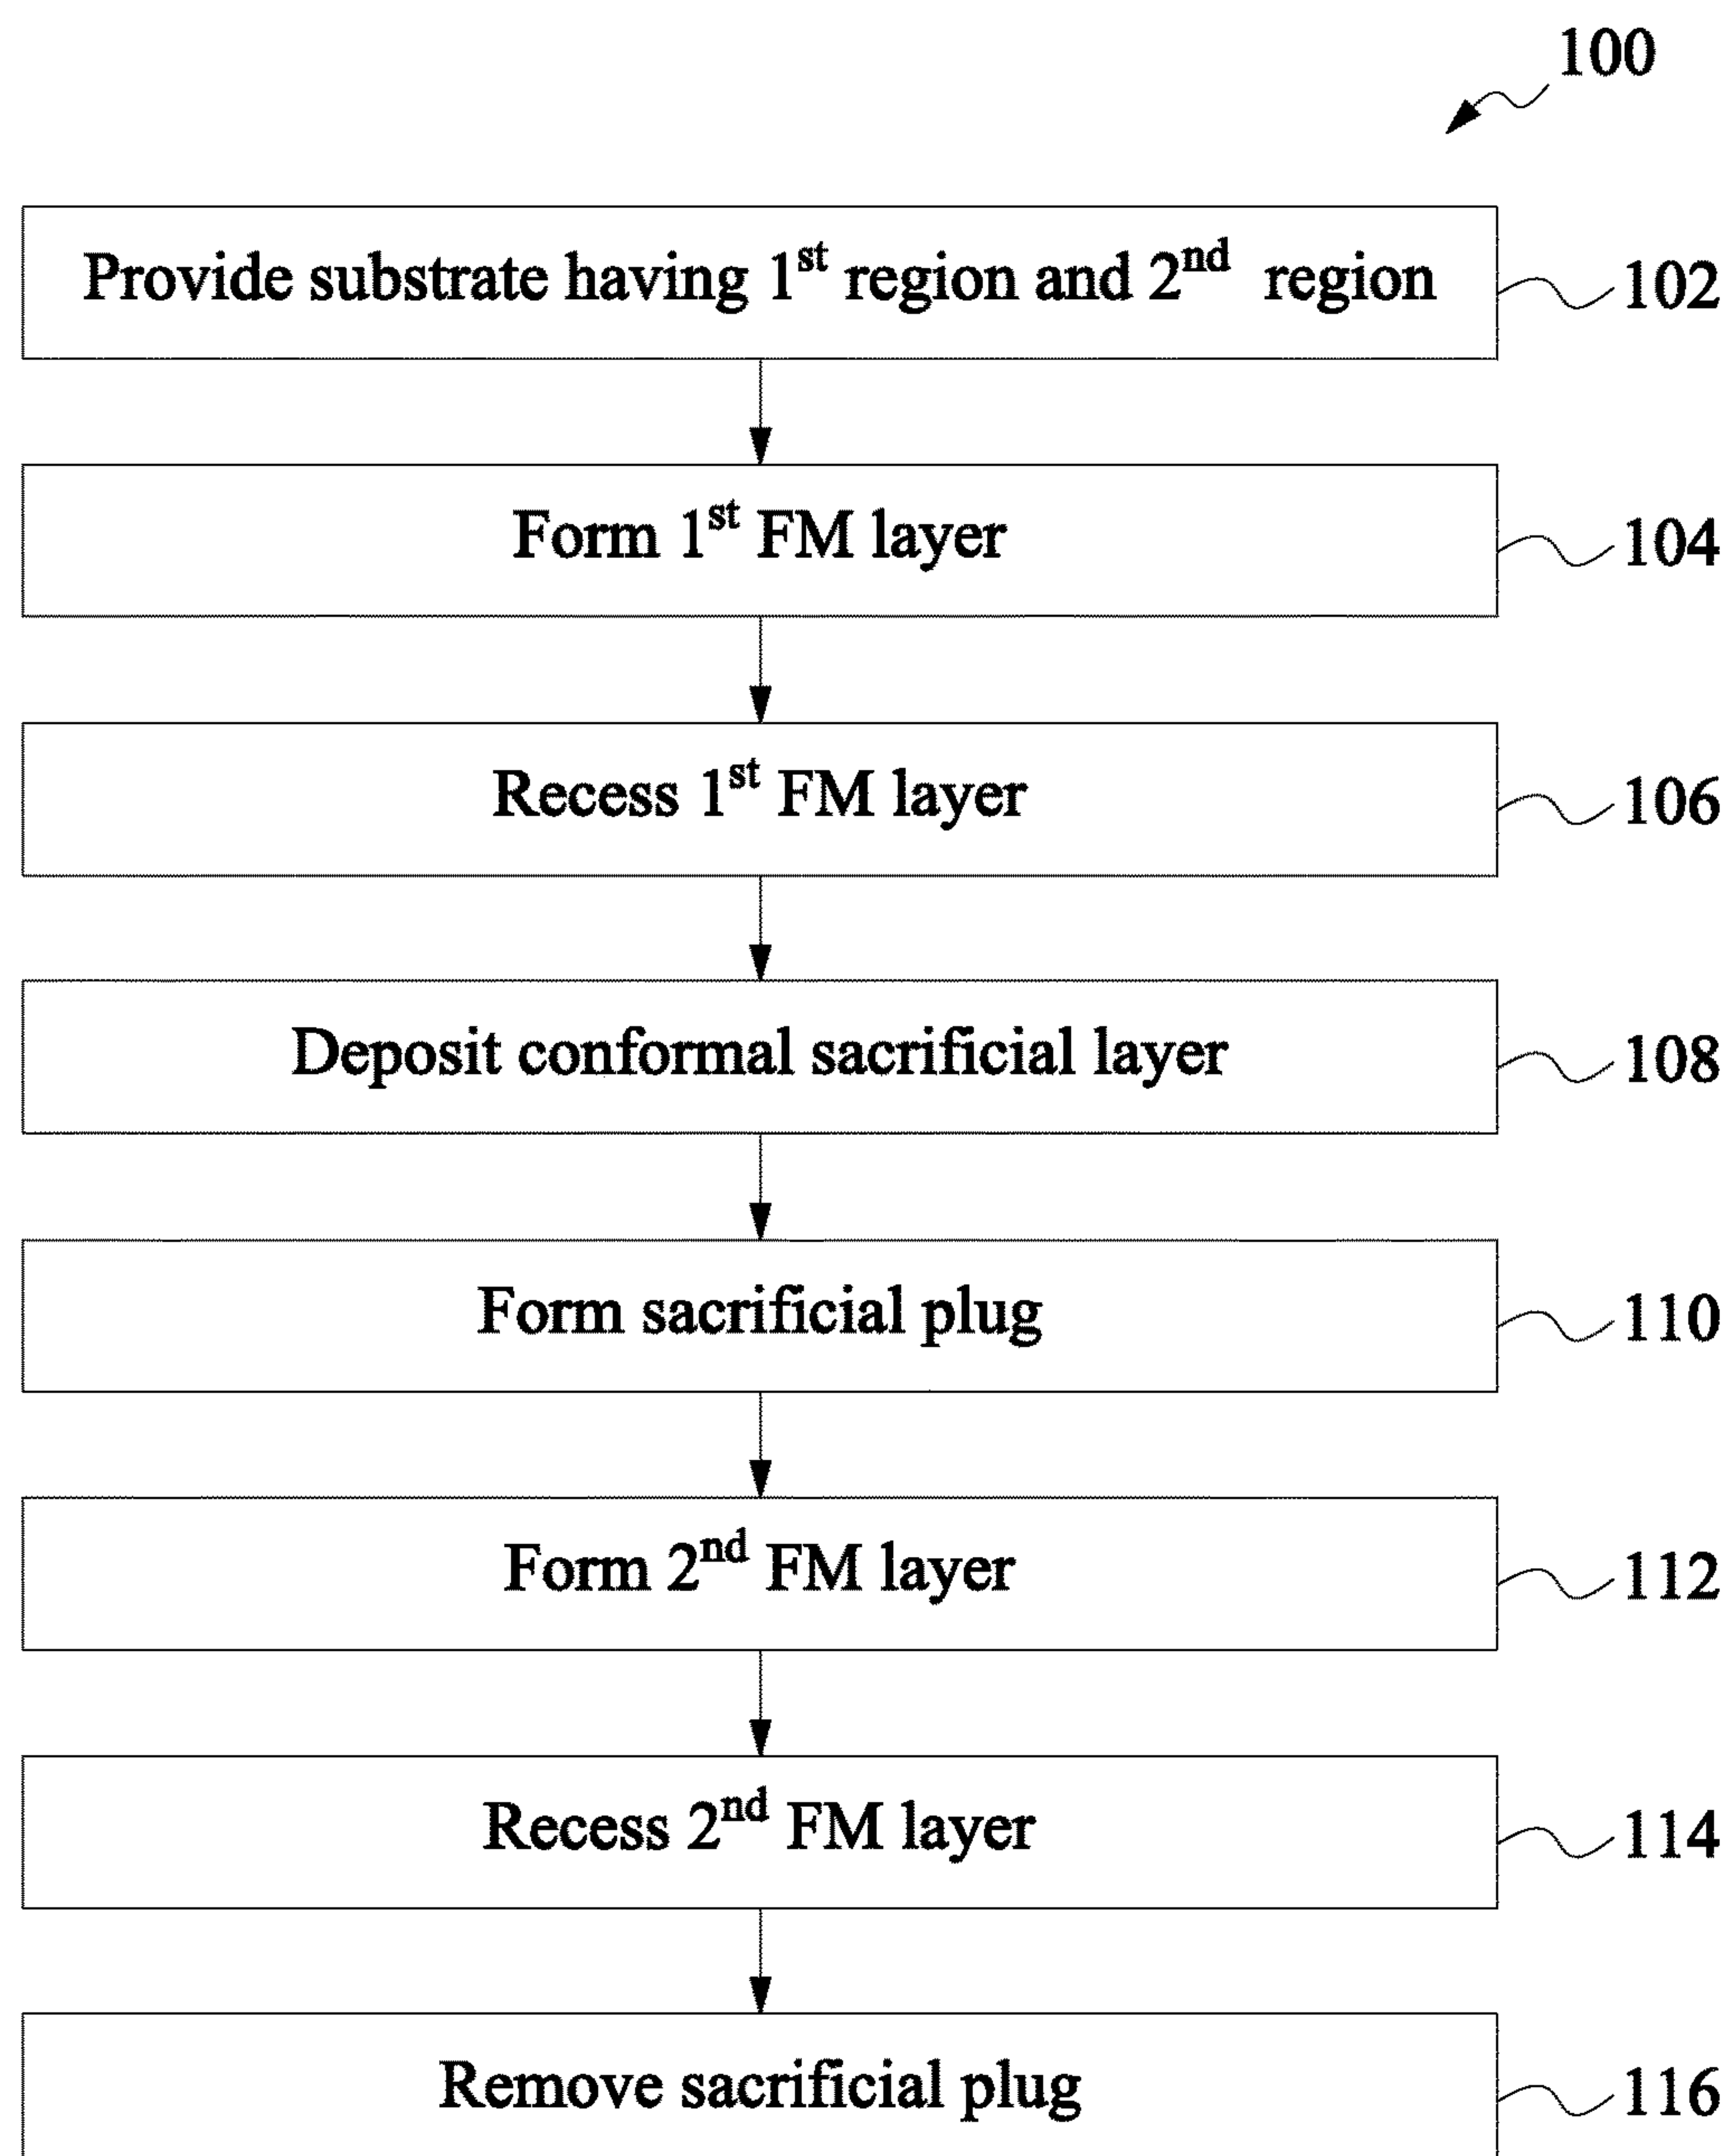 100
Provide substrate having 1st region and 2nd region
102
Form 1st FM layer
104
Recess 1st FM layer
106
Deposit conformal sacrificial layer
108
Form sacrificial plug
110
Form 2nd FM layer
112
Recess 2nd FM layer
114
Remove sacrificial plug
116